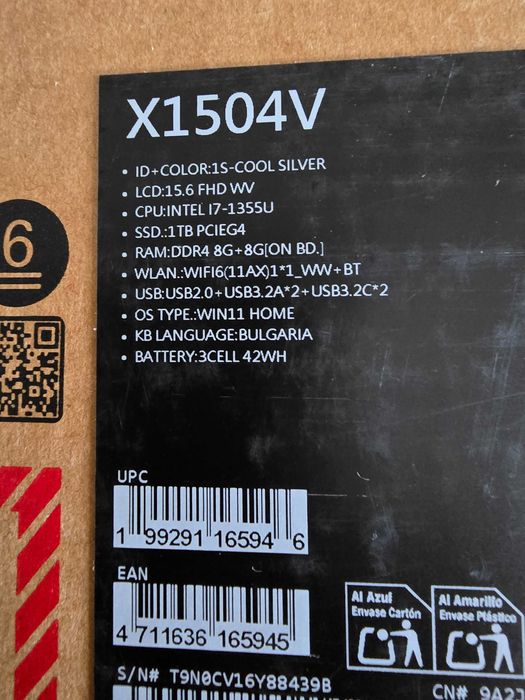 X1504V
• ID+COLOR:1S-COOL SILVER
• LCD:15.6 FHD WV
• CPU:INTEL I7-1355U
• SSD.:1TB PCIEG4
• RAM:DDR4 8G+8G[ON BD.]
• WLAN.:WIFI6(11AX)1*1_WW+BT
• USB:USB2.0+USB3.2A*2+USB3.2C*2
• OS TYPE.:WIN11 HOME
• KB LANGUAGE:BULGARIA
• BATTERY:3CELL 42WH
6
UPC
1 99291 16594 6
EAN
4 711636 165945
Al Azul
Envase Cartón
Al Amarillo
Envase Plástico
S/N# T9N0CV16Y88439B
CN#